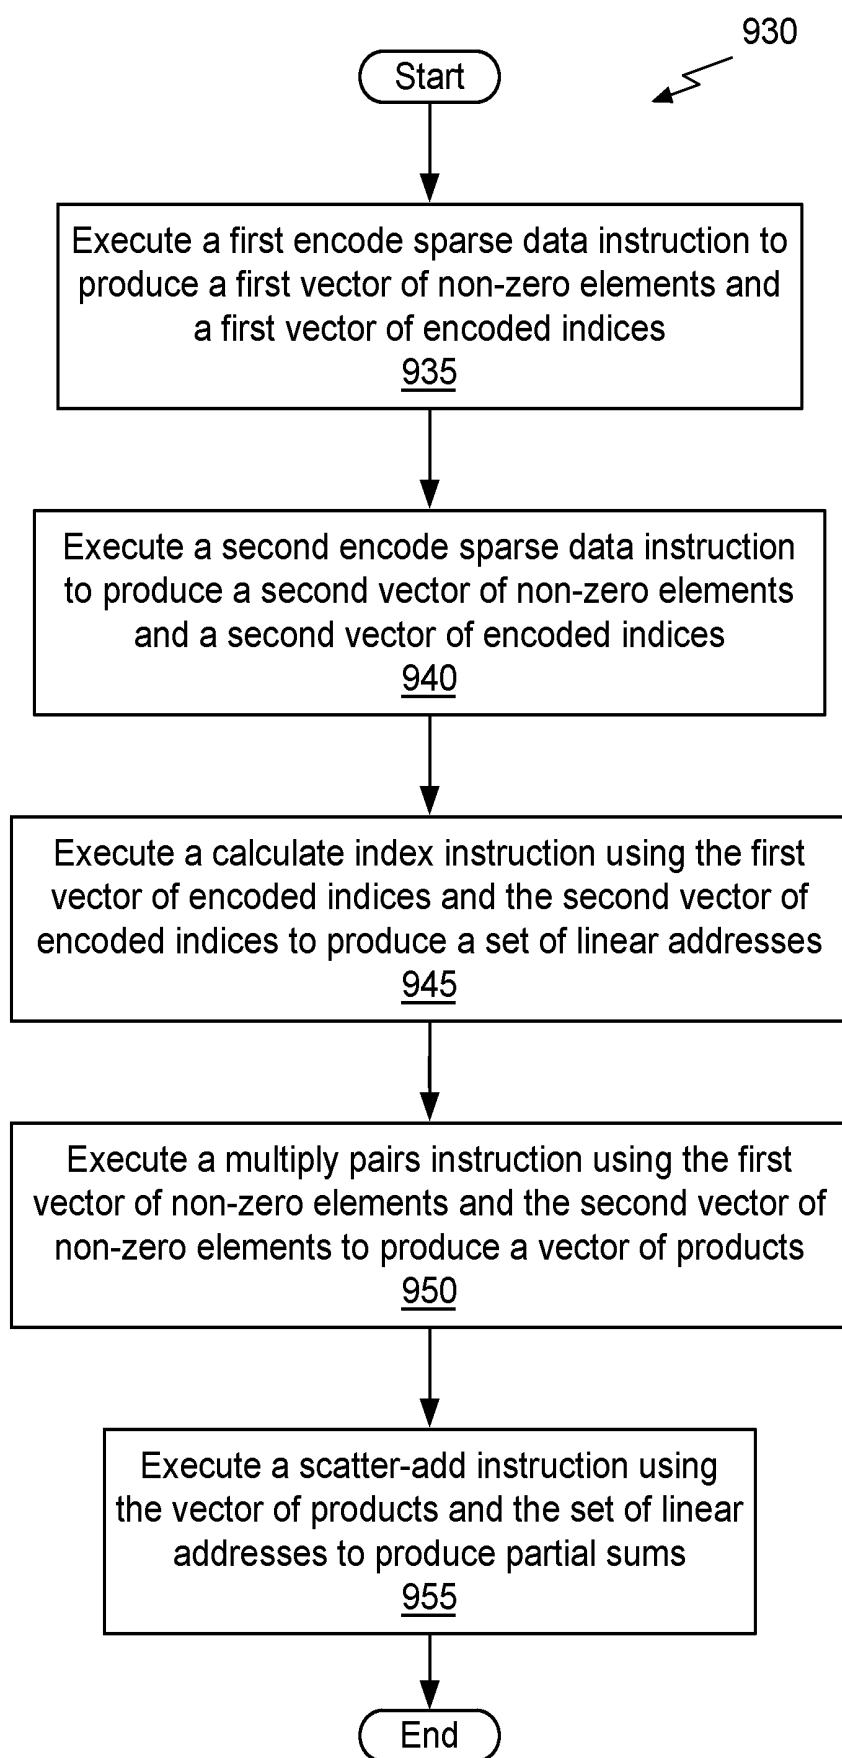 930
Start
Execute a first encode sparse data instruction to
produce a first vector of non-zero elements and
a first vector of encoded indices
935
Execute a second encode sparse data instruction
to produce a second vector of non-zero elements
and a second vector of encoded indices
940
Execute a calculate index instruction using the first
vector of encoded indices and the second vector of
encoded indices to produce a set of linear addresses
945
Execute a multiply pairs instruction using the first
vector of non-zero elements and the second vector of
non-zero elements to produce a vector of products
950
Execute a scatter-add instruction using
the vector of products and the set of linear
addresses to produce partial sums
955
End